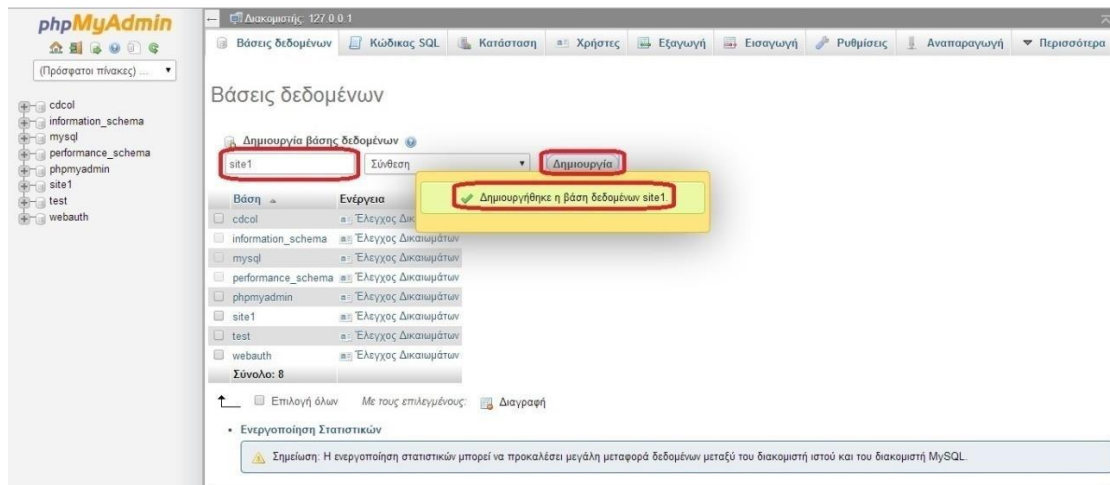 phpMyAdmin
(Πρόσφατοι πίνακες) ...
cdcol
information_schema
mysql
performance_schema
phpmyadmin
site1
test
webauth
Διακομιστής: 127.0.0.1
Βάσεις δεδομένων Κώδικας SQL Κατάσταση Χρήστες Εξαγωγή Εισαγωγή Ρυθμίσεις Αναπαραγωγή Περισσότερα
Βάσεις δεδομένων
Δημιουργία βάσης δεδομένων
site1 Σύνθεση Δημιουργία
Δημιουργήθηκε η βάση δεδομένων site1.
Βάση Ενέργεια
cdcol Έλεγχος Δικ
information_schema Έλεγχος Δικαιωμάτων
mysql Έλεγχος Δικαιωμάτων
performance_schema Έλεγχος Δικαιωμάτων
phpmyadmin Έλεγχος Δικαιωμάτων
site1 Έλεγχος Δικαιωμάτων
test Έλεγχος Δικαιωμάτων
webauth Έλεγχος Δικαιωμάτων
Σύνολο: 8
Επιλογή όλων Με τους επιλεγμένους: Διαγραφή
Ενεργοποίηση Στατιστικών
Σημείωση: Η ενεργοποίηση στατιστικών μπορεί να προκαλέσει μεγάλη μεταφορά δεδομένων μεταξύ του διακομιστή ιστού και του διακομιστή MySQL.